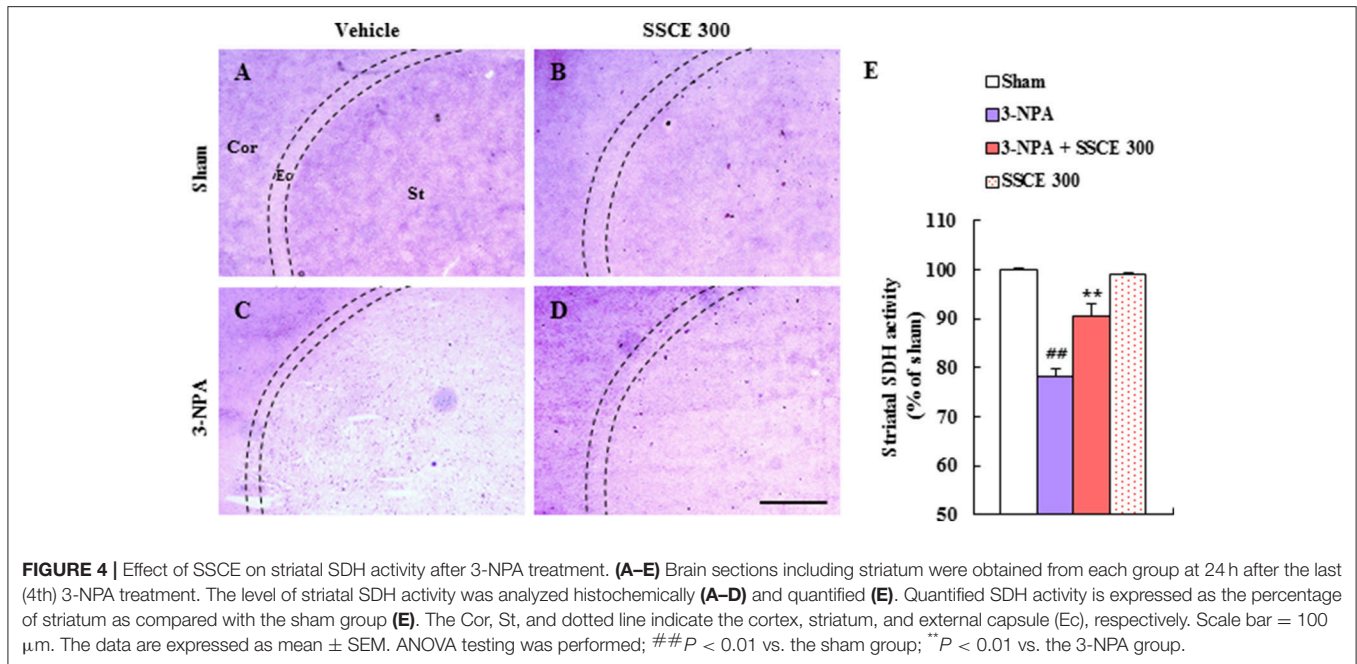 Vehicle
SSCE 300
Sham
3-NPA
A
Cor
Ec
St
B
C
D
E
Sham
3-NPA
3-NPA + SSCE 300
SSCE 300
Striatal SDH activity
(% of sham)
110
100
90
80
70
60
50
##
**
FIGURE 4 | Effect of SSCE on striatal SDH activity after 3-NPA treatment. (A–E) Brain sections including striatum were obtained from each group at 24 h after the last
(4th) 3-NPA treatment. The level of striatal SDH activity was analyzed histochemically (A–D) and quantified (E). Quantified SDH activity is expressed as the percentage
of striatum as compared with the sham group (E). The Cor, St, and dotted line indicate the cortex, striatum, and external capsule (Ec), respectively. Scale bar = 100
μm. The data are expressed as mean ± SEM. ANOVA testing was performed; ##P < 0.01 vs. the sham group; **P < 0.01 vs. the 3-NPA group.